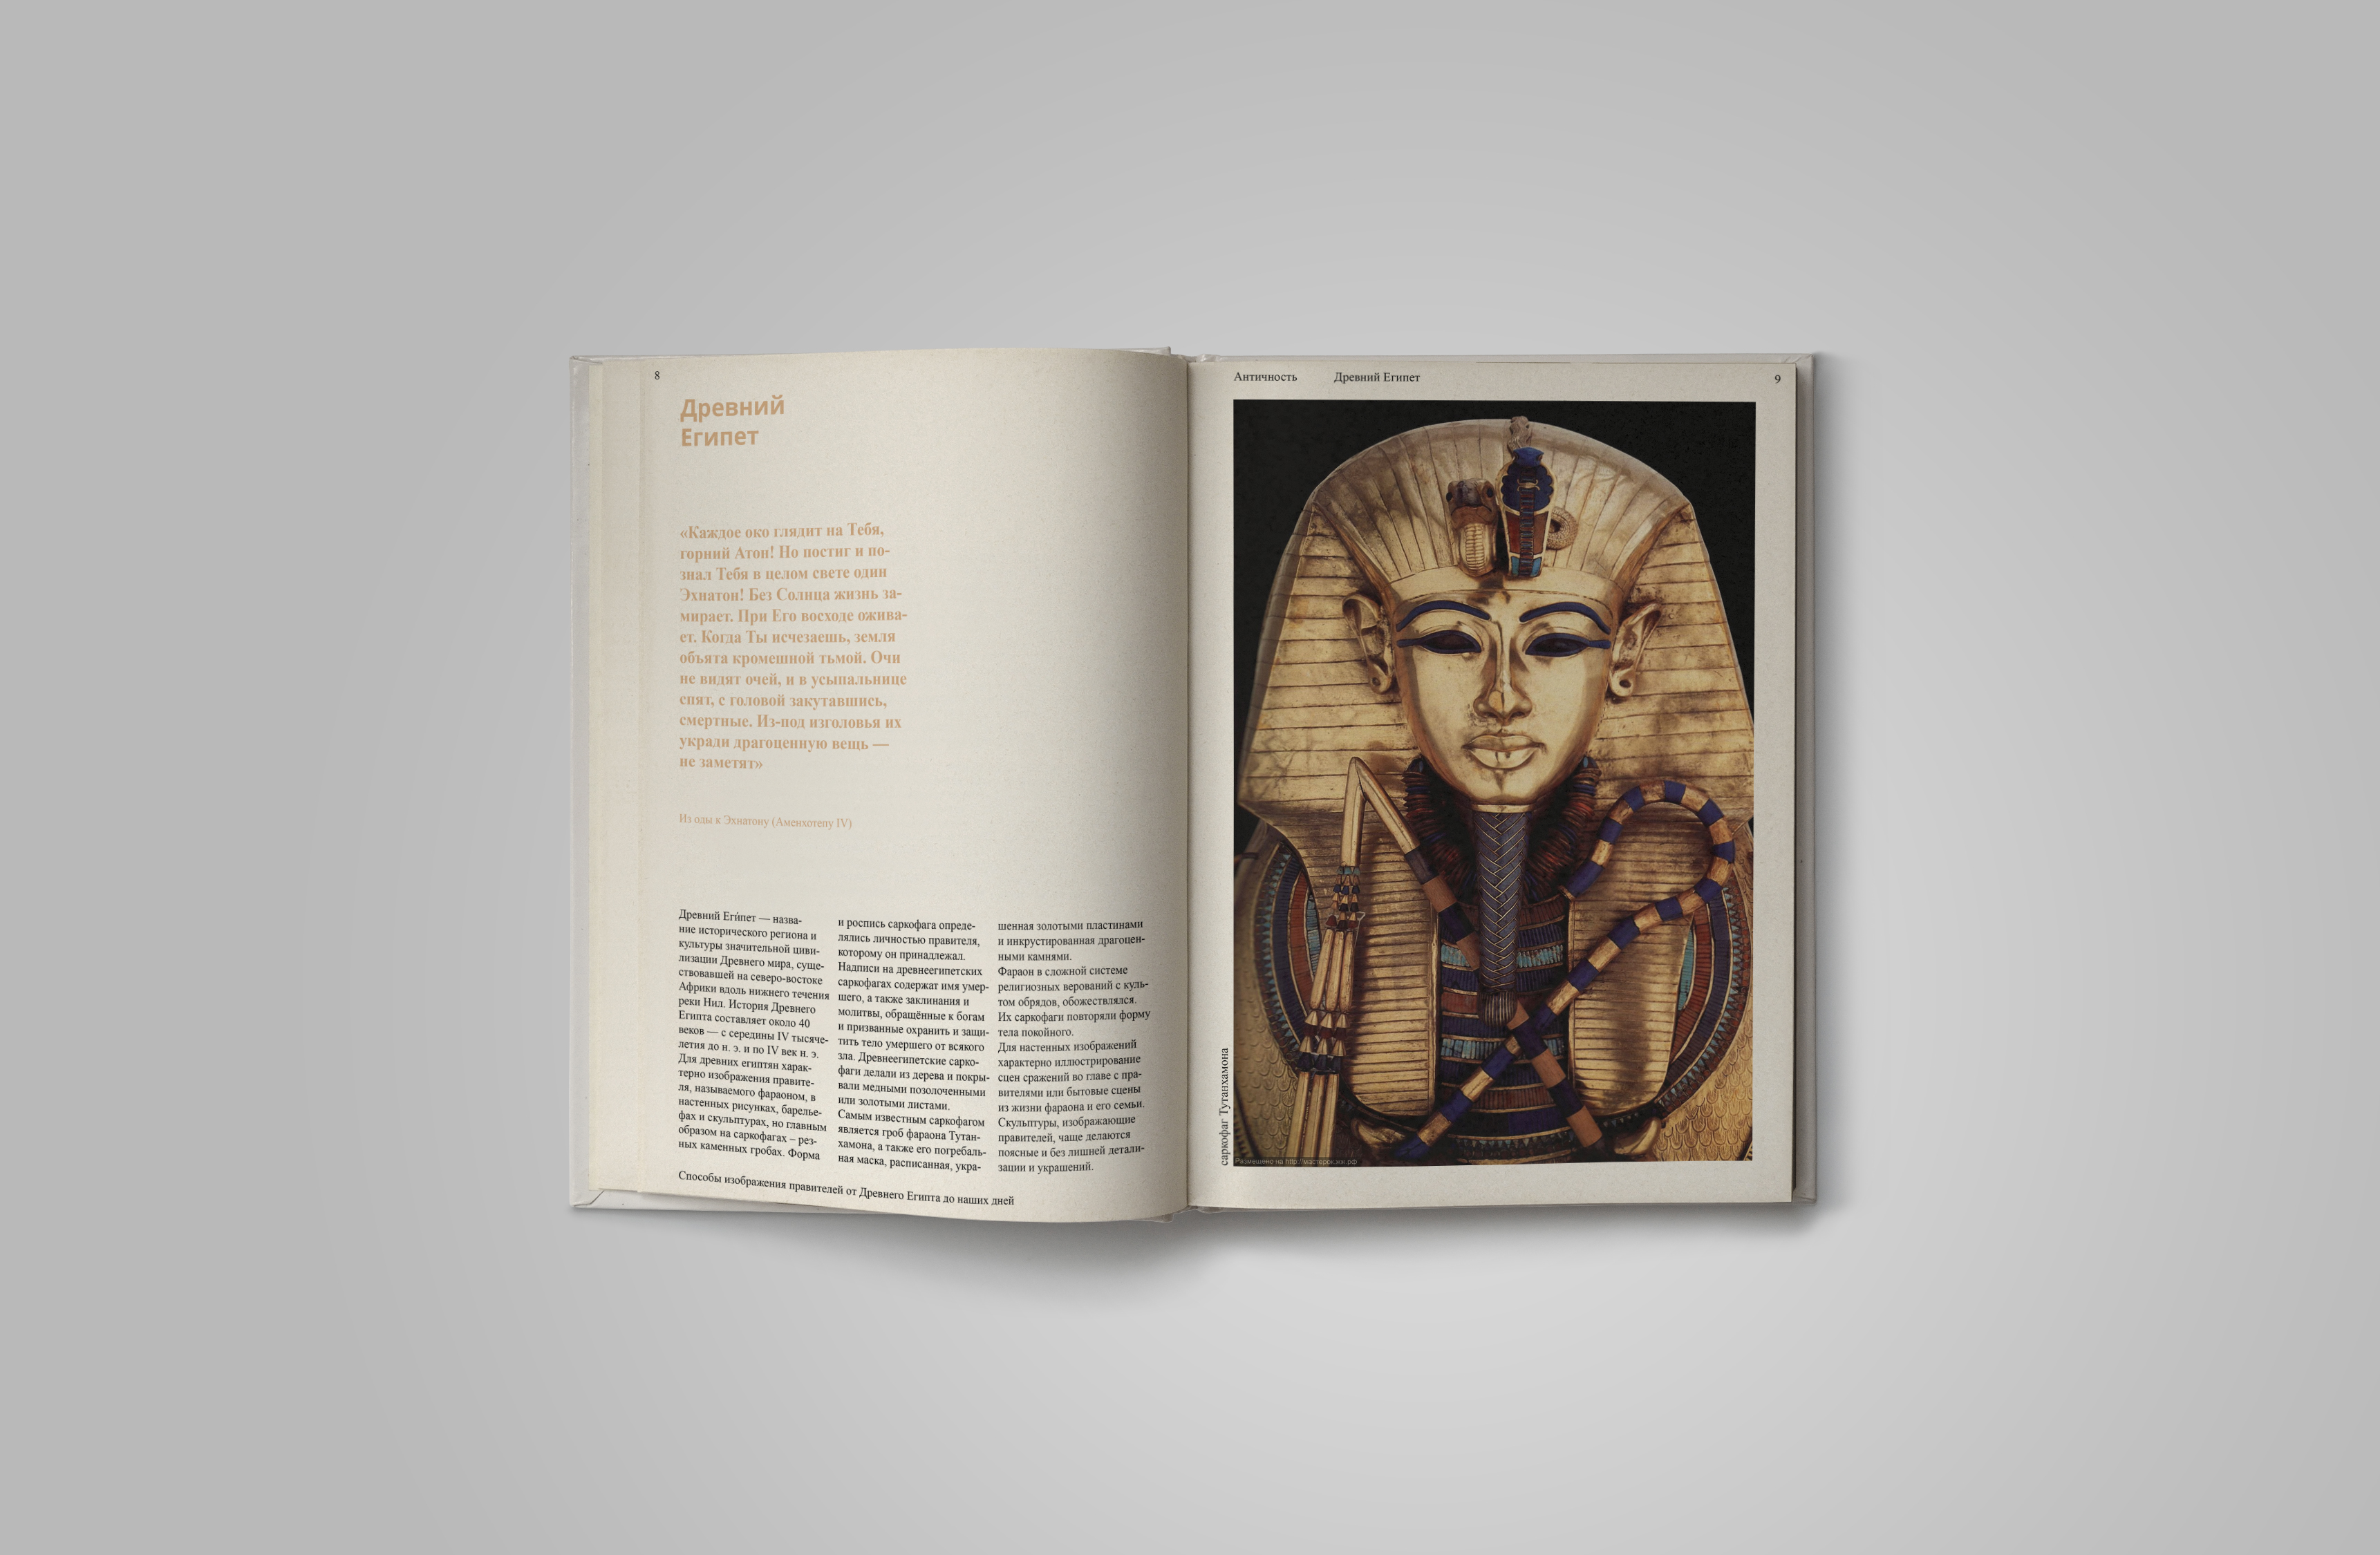 8
Древний
Египет
«Каждое око глядит на Тебя,
горний Атон! Но постиг и по-
знал Тебя в целом свете один
Эхнатон! Без Солнца жизнь за-
мирает. При Его восходе ожива-
ет. Когда Ты исчезаешь, земля
объята кромешной тьмой. Очи
не видят очей, и в усыпальнице
спят, с головой закутавшись,
смертные. Из-под изголовья их
укради драгоценную вещь —
не заметят»
Из оды к Эхнатону (Аменхотепу IV)
Древний Еги́пет — назва-
ние исторического региона и
культуры значительной циви-
лизации Древнего мира, суще-
ствовавшей на северо-востоке
Африки вдоль нижнего течения
реки Нил. История Древнего
Египта составляет около 40
веков — с середины IV тысяче-
летия до н. э. и по IV век н. э.
Для древних египтян харак-
терно изображения правите-
ля, называемого фараоном, в
настенных рисунках, барелье-
фах и скульптурах, но главным
образом на саркофагах – рез-
ных каменных гробах. Форма
и роспись саркофага опреде-
лялись личностью правителя,
которому он принадлежал.
Надписи на древнеегипетских
саркофагах содержат имя умер-
шего, а также заклинания и
молитвы, обращённые к богам
и призванные охранить и защи-
тить тело умершего от всякого
зла. Древнеегипетские сарко-
фаги делали из дерева и покры-
вали медными позолоченными
или золотыми листами.
Самым известным саркофагом
является гроб фараона Тутан-
хамона, а также его погребаль-
ная маска, расписанная, укра-
шенная золотыми пластинами
и инкрустированная драгоцен-
ными камнями.
Фараон в сложной системе
религиозных верований с куль-
том обрядов, обожествлялся.
Их саркофаги повторяли форму
тела покойного.
Для настенных изображений
характерно иллюстрирование
сцен сражений во главе с пра-
вителями или бытовые сцены
из жизни фараона и его семьи.
Скульптуры, изображающие
правителей, чаще делаются
поясные и без лишней детали-
зации и украшений.
Способы изображения правителей от Древнего Египта до наших дней
Античность Древний Египет 9
саркофаг Тутанхамона
Размещено на http://мастерок.жж.рф